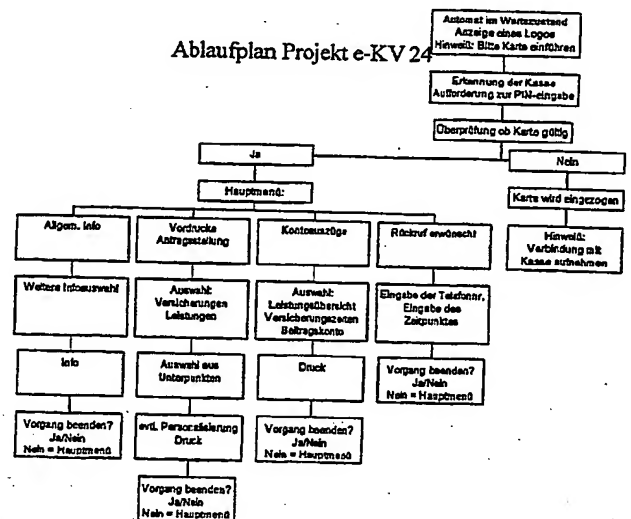 Ablaufplan Projekt e-KV 24
Automat im Wartezustand
Anzeige eines Logos
Hinweiß: Bitte Karte einführen
Erkennung der Kasse
Aufforderung zur PIN-eingabe
Überprüfung ob Karte gültig
Ja
Nein
Hauptmenü:
Karte wird eingezogen
Hinweiß:
Verbindung mit
Kasse aufnehmen
Allgem. Info
Vordrucke
Antragsstellung
Kontoauszüge
Rückruf erwünscht
Weitere Infoauswahl
Auswahl:
Versicherungen
Leistungen
Auswahl:
Leistungsübersicht
Versicherungszeiten
Beitragskonto
Eingabe der Telefonnr.
Eingabe des
Zeitpunktes
Info
Auswahl aus
Unterpunkten
Druck
Vorgang beenden?
Ja/Nein
Nein = Hauptmenü
Vorgang beenden?
Ja/Nein
Nein = Hauptmenü
evtl. Personalisierung
Druck
Vorgang beenden?
Ja/Nein
Nein = Hauptmenü
Vorgang beenden?
Ja/Nein
Nein = Hauptmenü